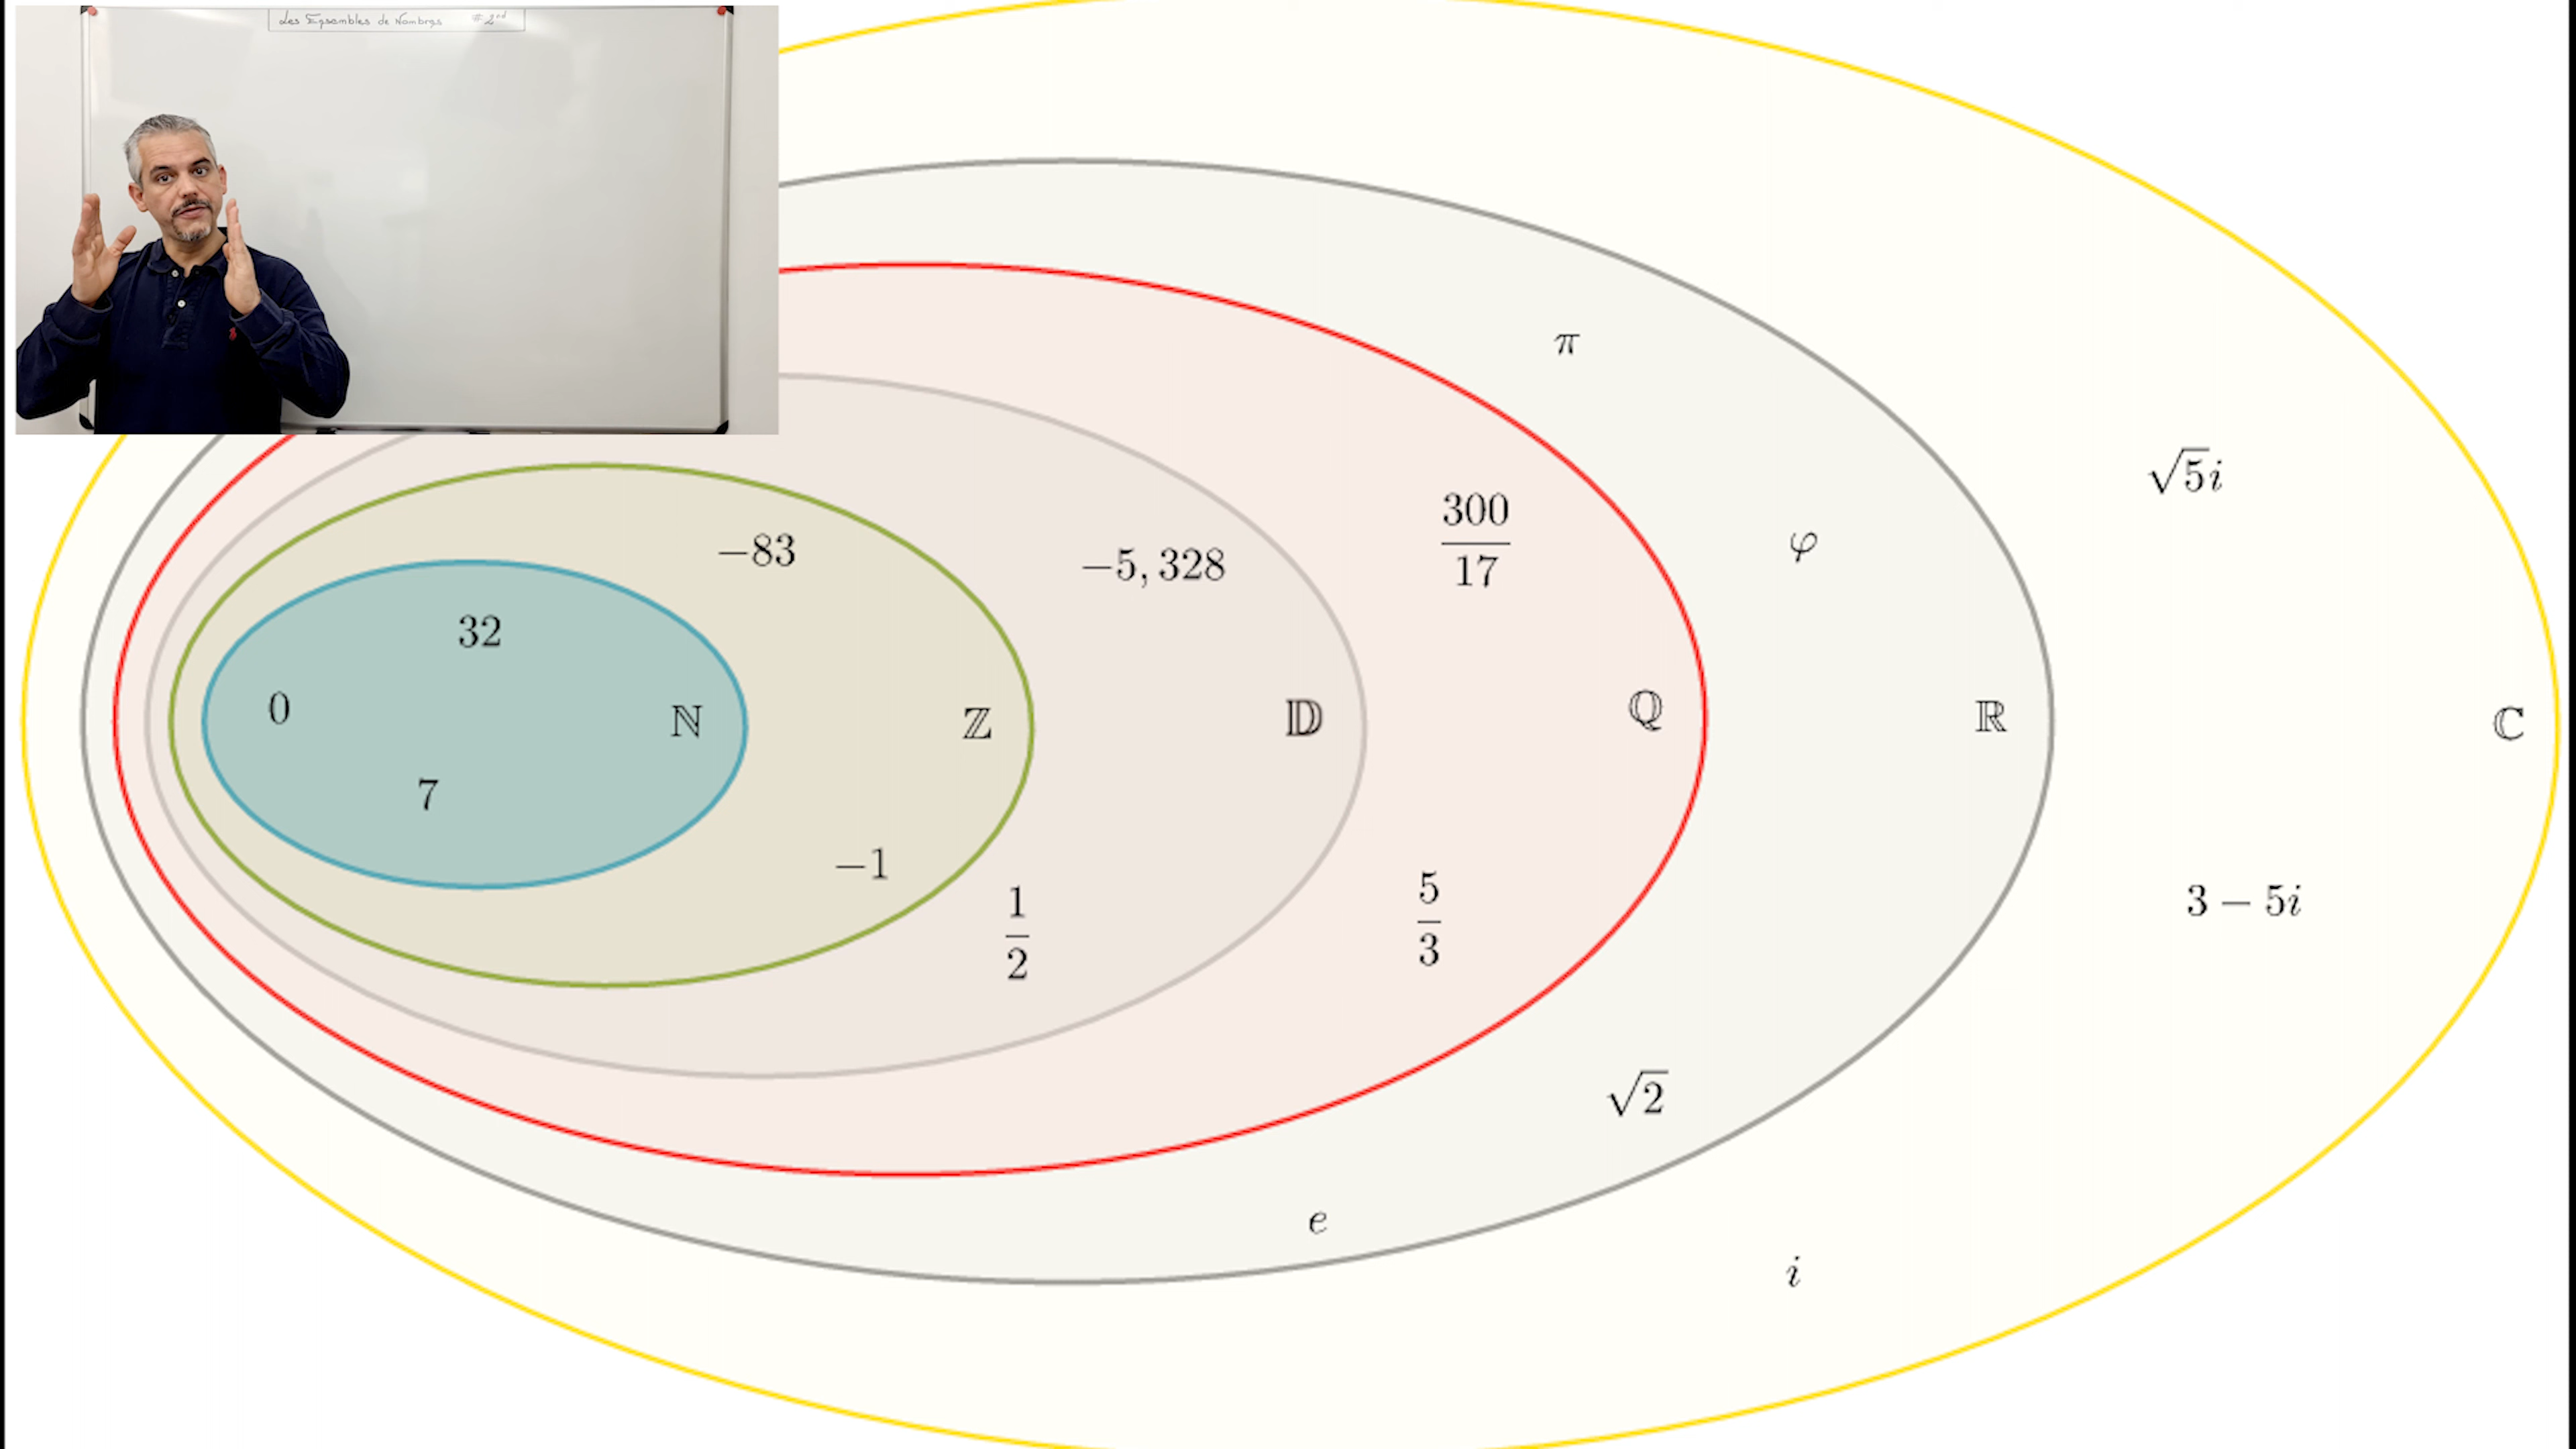 Les Ensembles de Nombres # 2nd
π
√5i
300/17
−83
−5,328
φ
32
0
ℕ
ℤ
𝔻
ℚ
ℝ
ℂ
7
−1
1/2
5/3
3 − 5i
√2
e
i